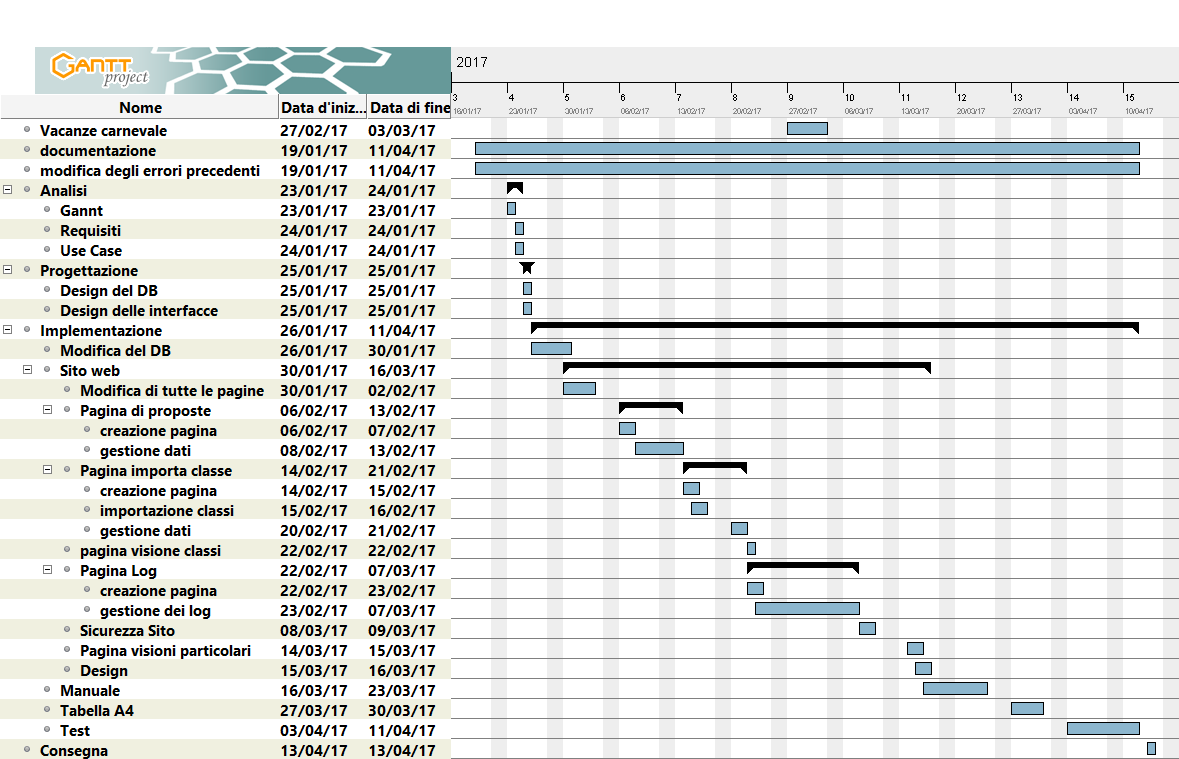 GANTT project
2017
Nome Data d'iniz... Data di fine
3 4 5 6 7 8 9 10 11 12 13 14 15
16/01/17 23/01/17 30/01/17 06/02/17 13/02/17 20/02/17 27/02/17 06/03/17 13/03/17 20/03/17 27/03/17 03/04/17 10/04/17
Vacanze carnevale 27/02/17 03/03/17
documentazione 19/01/17 11/04/17
modifica degli errori precedenti 19/01/17 11/04/17
Analisi 23/01/17 24/01/17
Gannt 23/01/17 23/01/17
Requisiti 24/01/17 24/01/17
Use Case 24/01/17 24/01/17
Progettazione 25/01/17 25/01/17
Design del DB 25/01/17 25/01/17
Design delle interfacce 25/01/17 25/01/17
Implementazione 26/01/17 11/04/17
Modifica del DB 26/01/17 30/01/17
Sito web 30/01/17 16/03/17
Modifica di tutte le pagine 30/01/17 02/02/17
Pagina di proposte 06/02/17 13/02/17
creazione pagina 06/02/17 07/02/17
gestione dati 08/02/17 13/02/17
Pagina importa classe 14/02/17 21/02/17
creazione pagina 14/02/17 15/02/17
importazione classi 15/02/17 16/02/17
gestione dati 20/02/17 21/02/17
pagina visione classi 22/02/17 22/02/17
Pagina Log 22/02/17 07/03/17
creazione pagina 22/02/17 23/02/17
gestione dei log 23/02/17 07/03/17
Sicurezza Sito 08/03/17 09/03/17
Pagina visioni particolari 14/03/17 15/03/17
Design 15/03/17 16/03/17
Manuale 16/03/17 23/03/17
Tabella A4 27/03/17 30/03/17
Test 03/04/17 11/04/17
Consegna 13/04/17 13/04/17